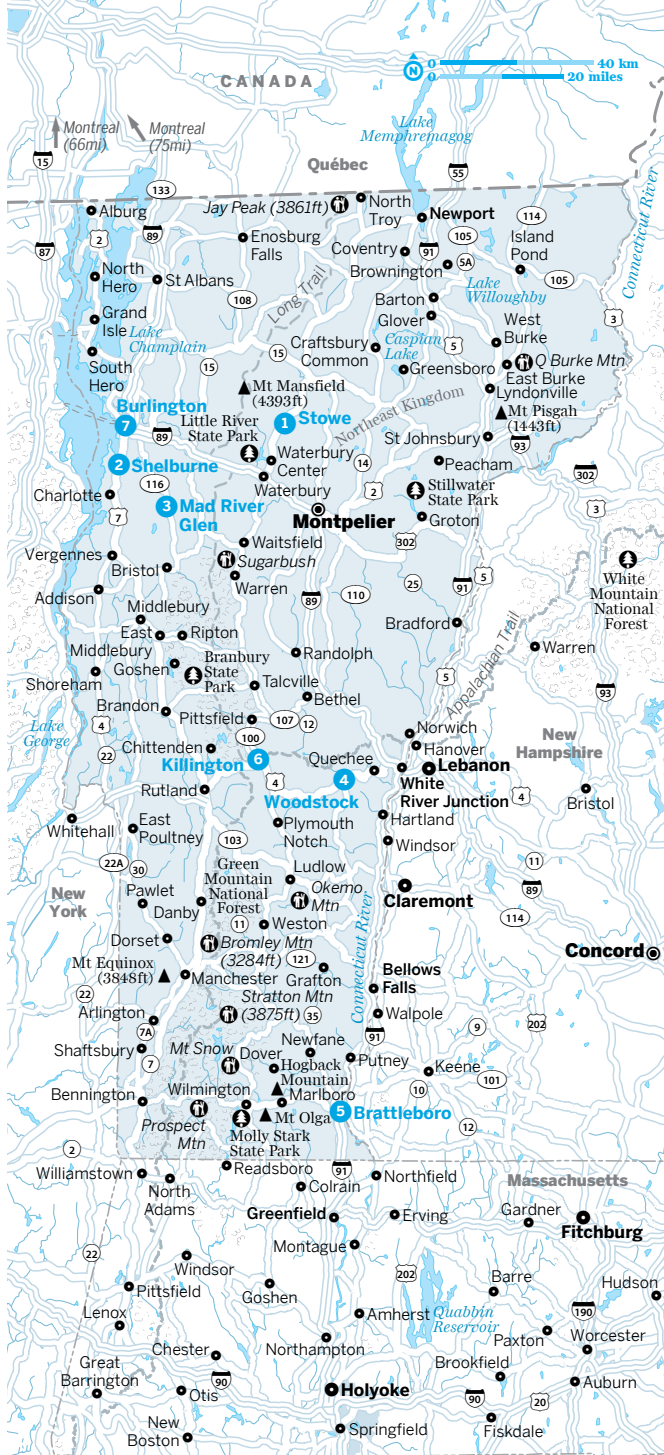 N
0
40 km
0
20 miles
CANADA
Montreal
(66mi)
Montreal
(75mi)
Lake
Memphremagog
15
Québec
55
133
Jay Peak (3861ft)
North
Troy
Alburg
Newport
114
2
89
87
Enosburg
Falls
Coventry
91
105
Island
Pond
Brownington
5A
North
Hero
St Albans
105
Connecticut River
Long Trail
108
Barton
Lake
Willoughby
Grand
Isle
Glover
3
Lake
Champlain
West
Burke
Craftsbury
Common
Caspian
Lake
5
15
15
South
Hero
Greensboro
Q Burke Mtn
East Burke
Mt Mansfield
(4393ft)
Lyndonville
Burlington
Northeast Kingdom
Mt Pisgah
(1443ft)
7
Little River
State Park
1
Stowe
89
St Johnsbury
93
2
Shelburne
Waterbury
Center
14
Peacham
302
116
Waterbury
2
Stillwater
State Park
Charlotte
3
Mad River
Glen
3
7
Montpelier
Groton
302
Waitsfield
Vergennes
Sugarbush
Bristol
Warren
5
White
Mountain
National
Forest
25
91
Addison
89
110
Middlebury
Bradford
East
Middlebury
Ripton
Appalachian Trail
Warren
Randolph
Goshen
Branbury
State
Park
Shoreham
5
93
Talcville
Bethel
Brandon
Pittsfield
107
12
4
Lake
George
Norwich
100
New
Hampshire
Chittenden
Hanover
22
Killington
6
Quechee
Lebanon
4
4
White
River Junction
Rutland
Woodstock
4
Bristol
Whitehall
East
Poultney
Plymouth
Notch
Hartland
103
Windsor
22A
30
Green
Mountain
National
Forest
Ludlow
11
89
New
York
Pawlet
Okemo
Mtn
Claremont
Danby
114
11
Weston
Dorset
Bromley Mtn
(3284ft)
Connecticut River
Concord
Mt Equinox
(3848ft)
121
Manchester
Grafton
Bellows
Falls
22
Stratton Mtn
(3875ft)
35
Arlington
Walpole
7A
9
202
91
Shaftsbury
Mt Snow
Newfane
7
Dover
Putney
Hogback
Mountain
Keene
101
Bennington
Wilmington
Marlboro
10
5
Brattleboro
Prospect
Mtn
Mt Olga
Molly Stark
State Park
12
2
Readsboro
91
Williamstown
Northfield
Massachusetts
North
Adams
Colrain
Greenfield
Erving
Gardner
Fitchburg
Montague
22
Windsor
202
Pittsfield
Goshen
Barre
Hudson
Lenox
Amherst
Quabbin
Reservoir
190
Paxton
Worcester
Chester
Northampton
Great
Barrington
90
Brookfield
Otis
Holyoke
90
Auburn
20
New
Boston
Springfield
Fiskdale